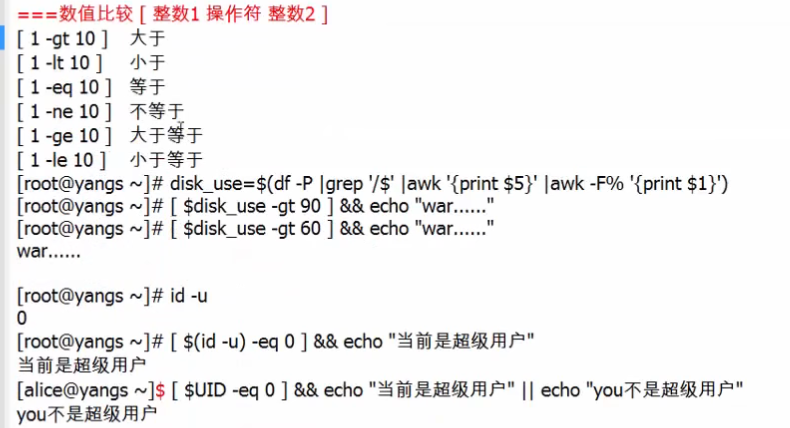 ===数值比较 [ 整数1 操作符 整数2 ]
[ 1 -gt 10 ] 大于
[ 1 -lt 10 ] 小于
[ 1 -eq 10 ] 等于
[ 1 -ne 10 ] 不等于
[ 1 -ge 10 ] 大于等于
[ 1 -le 10 ] 小于等于
[root@yangs ~]# disk_use=$(df -P |grep '/$' |awk '{print $5}' |awk -F% '{print $1}')
[root@yangs ~]# [ $disk_use -gt 90 ] && echo "war......"
[root@yangs ~]# [ $disk_use -gt 60 ] && echo "war......"
war......
[root@yangs ~]# id -u
0
[root@yangs ~]# [ $(id -u) -eq 0 ] && echo "当前是超级用户"
当前是超级用户
[alice@yangs ~]$ [ $UID -eq 0 ] && echo "当前是超级用户" || echo "you不是超级用户"
you不是超级用户